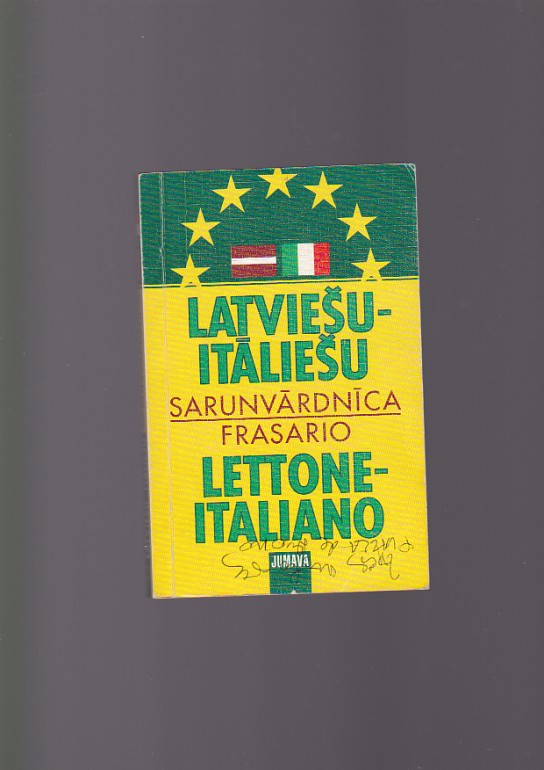 LATVIEŠU-
ITĀLIEŠU
SARUNVĀRDNĪCA
FRASARIO
LETTONE-
ITALIANO
JUMAVA